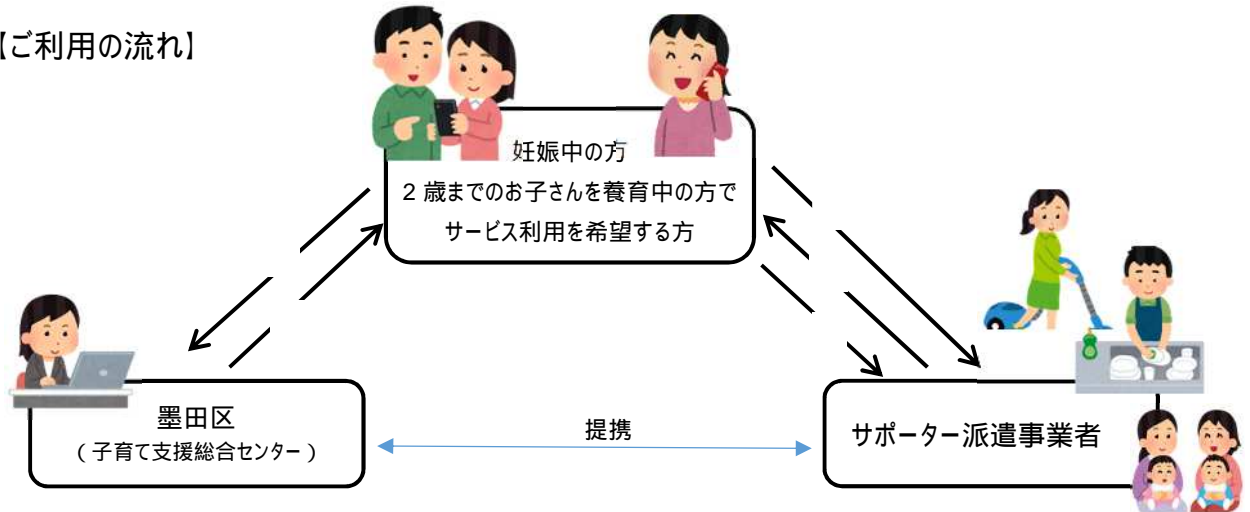 【ご利用の流れ】
妊娠中の方
２歳までのお子さんを養育中の方で
サービス利用を希望する方
墨田区
（子育て支援総合センター）
提携
サポーター派遣事業者